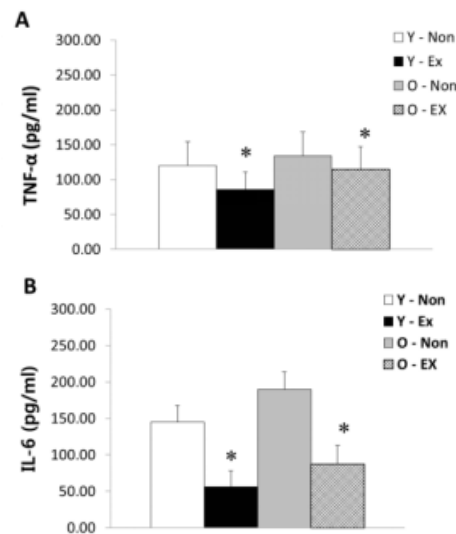 A
TNF-α (pg/ml)
300.00
250.00
200.00
150.00
100.00
50.00
0.00
Y - Non
Y - Ex
O - Non
O - EX
*
*
B
IL-6 (pg/ml)
300.00
250.00
200.00
150.00
100.00
50.00
0.00
Y - Non
Y - Ex
O - Non
O - EX
*
*